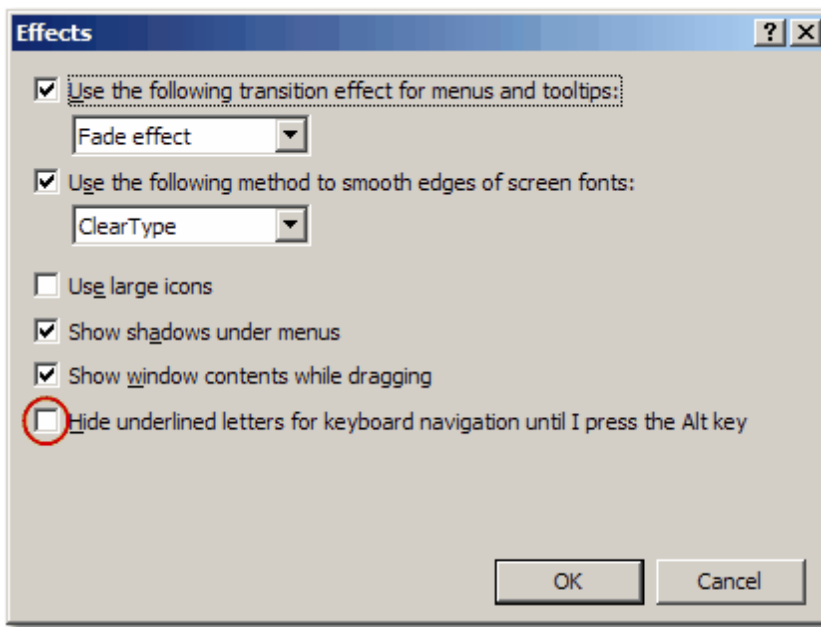 Effects
Use the following transition effect for menus and tooltips:
Fade effect
Use the following method to smooth edges of screen fonts:
ClearType
Use large icons
Show shadows under menus
Show window contents while dragging
Hide underlined letters for keyboard navigation until I press the Alt key
OK Cancel